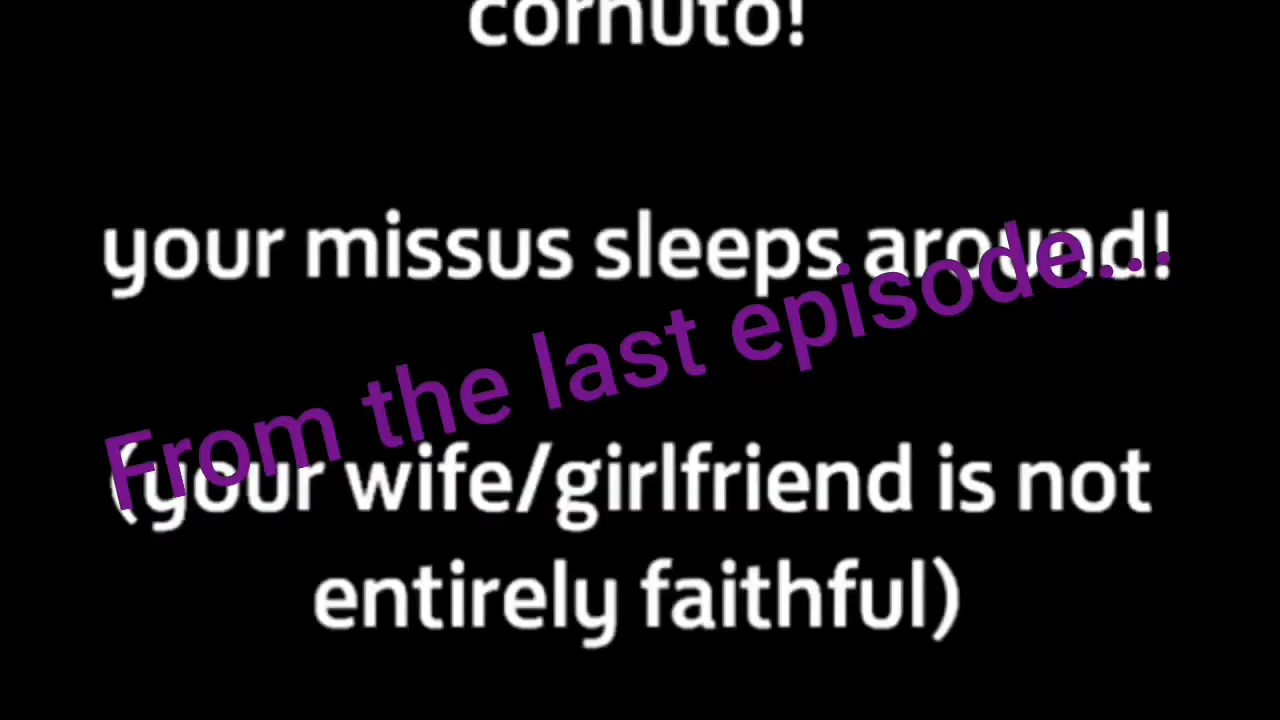 cornuto!
your missus sleeps around!
From the last episode...
(your wife/girlfriend is not
entirely faithful)